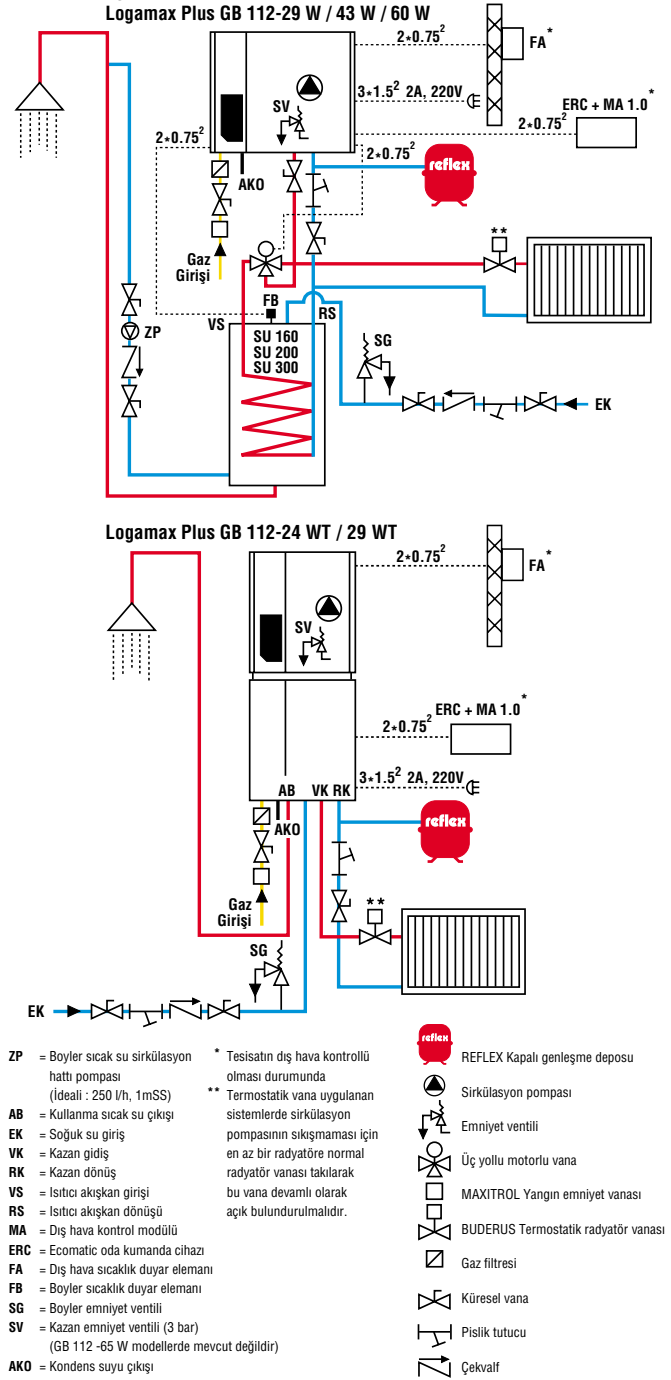 Logamax Plus GB 112-29 W / 43 W / 60 W
2*0.75²
FA*
SV
3*1.5² 2A, 220V
ERC + MA 1.0*
2*0.75²
2*0.75²
2*0.75²
AKO
reflex
Gaz
Girişi
**
FB
VS
RS
ZP
SU 160
SU 200
SU 300
SG
EK
Logamax Plus GB 112-24 WT / 29 WT
2*0.75²
FA*
SV
ERC + MA 1.0*
2*0.75²
3*1.5² 2A, 220V
AB VK RK
AKO
reflex
Gaz
Girişi
**
SG
EK
ZP = Boyler sıcak su sirkülasyon
hattı pompası
(İdeali : 250 l/h, 1mSS)
AB = Kullanma sıcak su çıkışı
EK = Soğuk su giriş
VK = Kazan gidiş
RK = Kazan dönüş
VS = Isıtıcı akışkan girişi
RS = Isıtıcı akışkan dönüşü
MA = Dış hava kontrol modülü
ERC = Ecomatic oda kumanda cihazı
FA = Dış hava sıcaklık duyar elemanı
FB = Boyler sıcaklık duyar elemanı
SG = Boyler emniyet ventili
SV = Kazan emniyet ventili (3 bar)
(GB 112 -65 W modellerde mevcut değildir)
AKO = Kondens suyu çıkışı
* Tesisatın dış hava kontrollü
olması durumunda
** Termostatik vana uygulanan
sistemlerde sirkülasyon
pompasının sıkışmaması için
en az bir radyatöre normal
radyatör vanası takılarak
bu vana devamlı olarak
açık bulundurulmalıdır.
reflex
REFLEX Kapalı genleşme deposu
Sirkülasyon pompası
Emniyet ventili
Üç yollu motorlu vana
MAXITROL Yangın emniyet vanası
BUDERUS Termostatik radyatör vanası
Gaz filtresi
Küresel vana
Pislik tutucu
Çekvalf